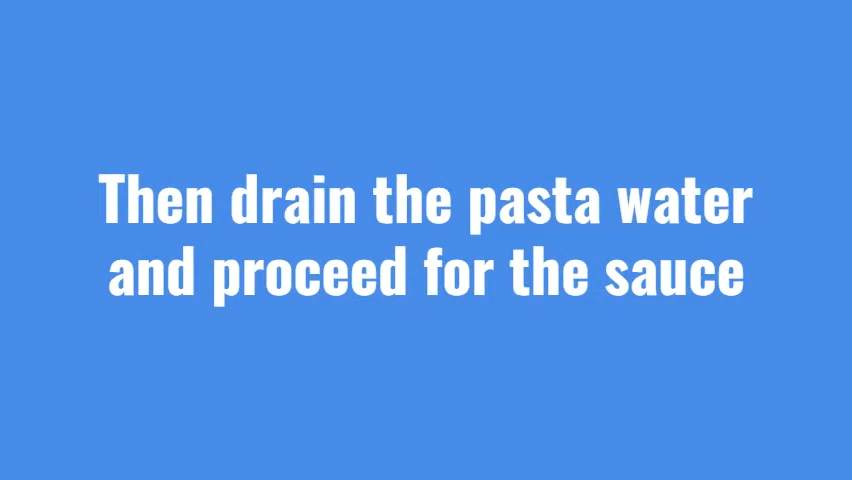 Then drain the pasta water
and proceed for the sauce